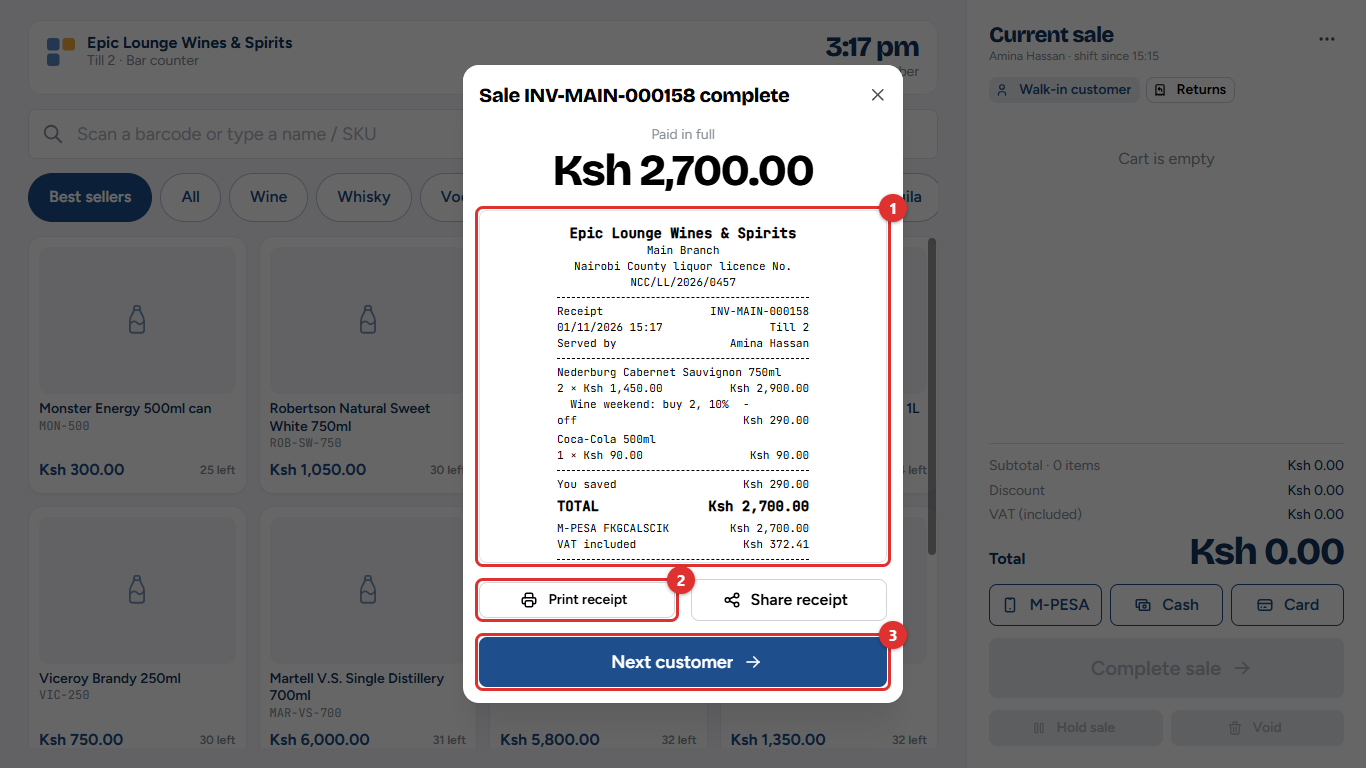 Epic Lounge Wines & Spirits
Till 2 · Bar counter
3:17 pm
Scan a barcode or type a name / SKU
Best sellers
All
Wine
Whisky
Monster Energy 500ml can
MON-500
Ksh 300.00
25 left
Robertson Natural Sweet
White 750ml
ROB-SW-750
Ksh 1,050.00
30 left
1L
Viceroy Brandy 250ml
VIC-250
Ksh 750.00
30 left
Martell V.S. Single Distillery
700ml
MAR-VS-700
Ksh 6,000.00
31 left
Ksh 5,800.00
32 left
Ksh 1,350.00
32 left
Sale INV-MAIN-000158 complete
Paid in full
Ksh 2,700.00
1
Epic Lounge Wines & Spirits
Main Branch
Nairobi County liquor licence No.
NCC/LL/2026/0457
Receipt INV-MAIN-000158
01/11/2026 15:17 Till 2
Served by Amina Hassan
Nederburg Cabernet Sauvignon 750ml
2 × Ksh 1,450.00 Ksh 2,900.00
Wine weekend: buy 2, 10% -
off Ksh 290.00
Coca-Cola 500ml
1 × Ksh 90.00 Ksh 90.00
You saved Ksh 290.00
TOTAL Ksh 2,700.00
M-PESA FKGCALSCIK Ksh 2,700.00
VAT included Ksh 372.41
2
Print receipt
Share receipt
3
Next customer
Current sale
Amina Hassan · shift since 15:15
Walk-in customer
Returns
Cart is empty
Subtotal · 0 items Ksh 0.00
Discount Ksh 0.00
VAT (included) Ksh 0.00
Total Ksh 0.00
M-PESA
Cash
Card
Complete sale
Hold sale
Void